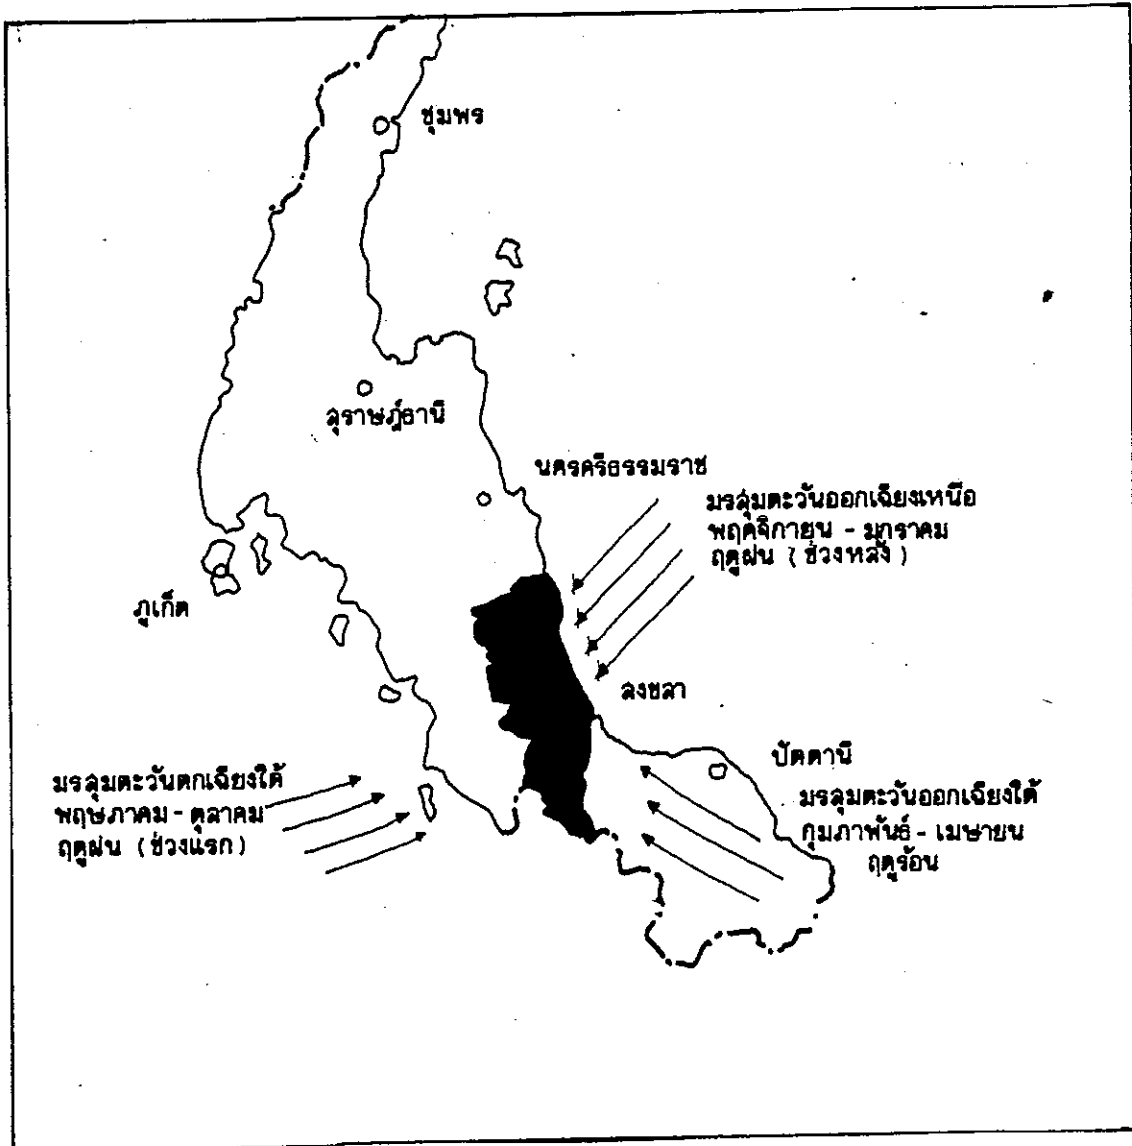 ชุมพร
สุราษฎ์ธานี
นครศรีธรรมราช
มรสุมตะวันออกเฉียงเหนือ
พฤศจิกายน - มกราคม
ฤดูฝน (ช่วงหลัง)
ภูเก็ต
สงขลา
ปัตตานี
มรสุมตะวันตกเฉียงใต้
พฤษภาคม - ตุลาคม
ฤดูฝน (ช่วงแรก)
มรสุมตะวันออกเฉียงใต้
กุมภาพันธ์ - เมษายน
ฤดูร้อน